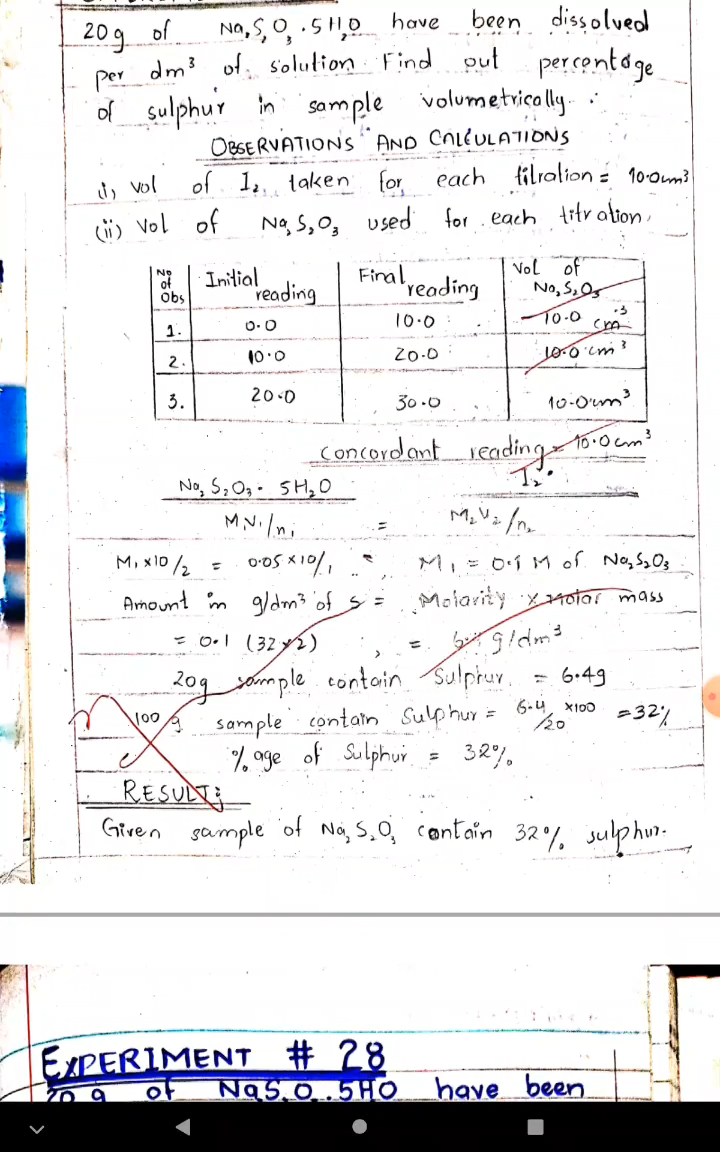 20g of Na₂S₂O₃.5H₂O have been dissolved
per dm³ of solution Find out percentage
of sulphur in sample volumetrically.
OBSERVATIONS AND CALCULATIONS
(i) Vol of I₂ taken for each titration = 10.0cm³
(ii) Vol of Na₂S₂O₃ used for each titration.
No of Obs Initial reading Final reading Vol of Na₂S₂O₃
1. 0.0 10.0 10.0 cm³
2. 10.0 20.0 10.0 cm³
3. 20.0 30.0 10.0cm³
concordant reading = 10.0cm³
Na₂S₂O₃. 5H₂O I₂.
M₁V₁/n₁ = M₂V₂/n₂
M₁×10/2 = 0.05×10/1 M₁ = 0.1 M of Na₂S₂O₃
Amount in g/dm³ of s = Molarity × Molar mass
= 0.1 (32×2) ; = 6.4 g/dm³
20g sample contain Sulphur = 6.4g
100 g sample contain Sulphur = 6.4/20 ×100 =32%
% age of Sulphur = 32%
RESULT;
Given sample of Na₂S₂O₃ contain 32% sulphur.
EXPERIMENT # 28
20 g of Na₂S₂O₃.5H₂O have been